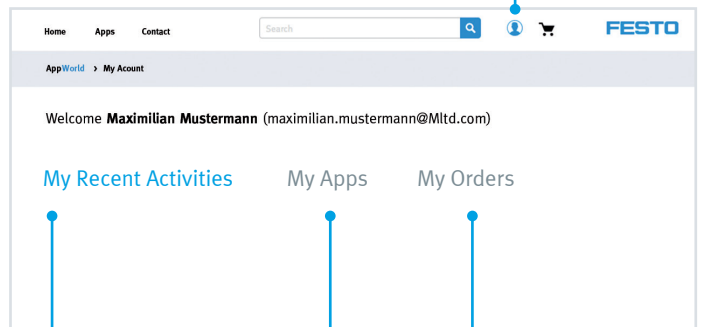 Home Apps Contact Search FESTO
AppWorld › My Acount
Welcome Maximilian Mustermann (maximilian.mustermann@Mltd.com)
My Recent Activities My Apps My Orders